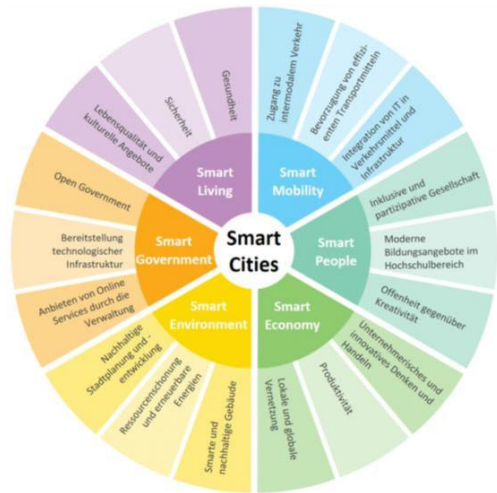 Smart
Cities
Smart
Mobility
Zugang zu
intermodalem Verkehr
Bevorzugung von effizi-
enten Transportmitteln
Integration von IT in
Verkehrsmittel und
Infrastruktur
Smart
People
Inklusive und
partizipative Gesellschaft
Moderne
Bildungsangebote im
Hochschulbereich
Offenheit gegenüber
Kreativität
Smart
Economy
Unternehmerisches und
innovatives Denken und
Handeln
Produktivität
Lokale und globale
Vernetzung
Smart
Environment
Smarte und
nachhaltige Gebäude
Ressourcenschonung
und erneuerbare
Energien
Nachhaltige
Stadtplanung und -
entwicklung
Smart
Government
Anbieten von Online
Services durch die
Verwaltung
Bereitstellung
technologischer
Infrastruktur
Open Government
Smart
Living
Lebensqualität und
kulturelle Angebote
Sicherheit
Gesundheit